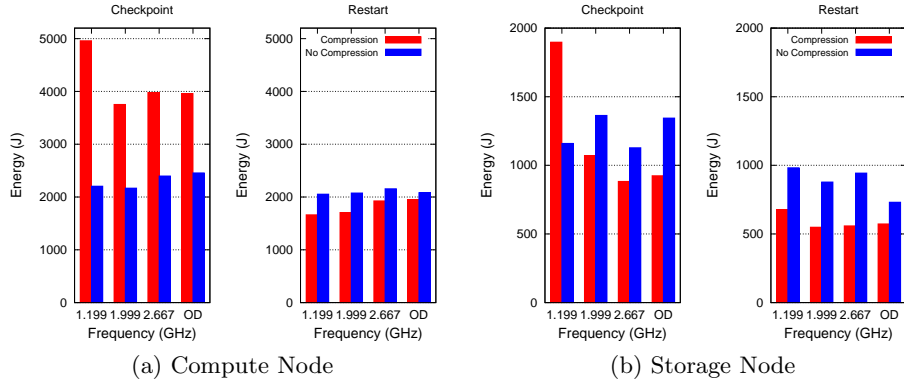 Checkpoint
Energy (J)
5000
4000
3000
2000
1000
0
1.199 1.999 2.667 OD
Frequency (GHz)
Restart
Compression
No Compression
Energy (J)
5000
4000
3000
2000
1000
0
1.199 1.999 2.667 OD
Frequency (GHz)
(a) Compute Node
Checkpoint
Energy (J)
2000
1500
1000
500
0
1.199 1.999 2.667 OD
Frequency (GHz)
Restart
Compression
No Compression
Energy (J)
2000
1500
1000
500
0
1.199 1.999 2.667 OD
Frequency (GHz)
(b) Storage Node